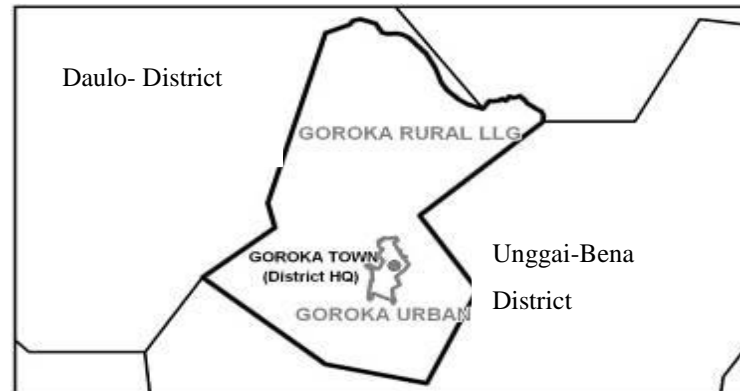 Daulo- District
GOROKA RURAL LLG
GOROKA TOWN
(District HQ)
Unggai-Bena
District
GOROKA URBAN